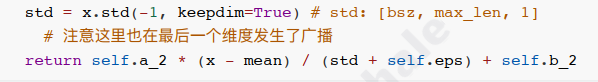 std = x.std(-1, keepdim=True) # std: [bsz, max_len, 1]
# 注意这里也在最后一个维度发生了广播
return self.a_2 * (x - mean) / (std + self.eps) + self.b_2